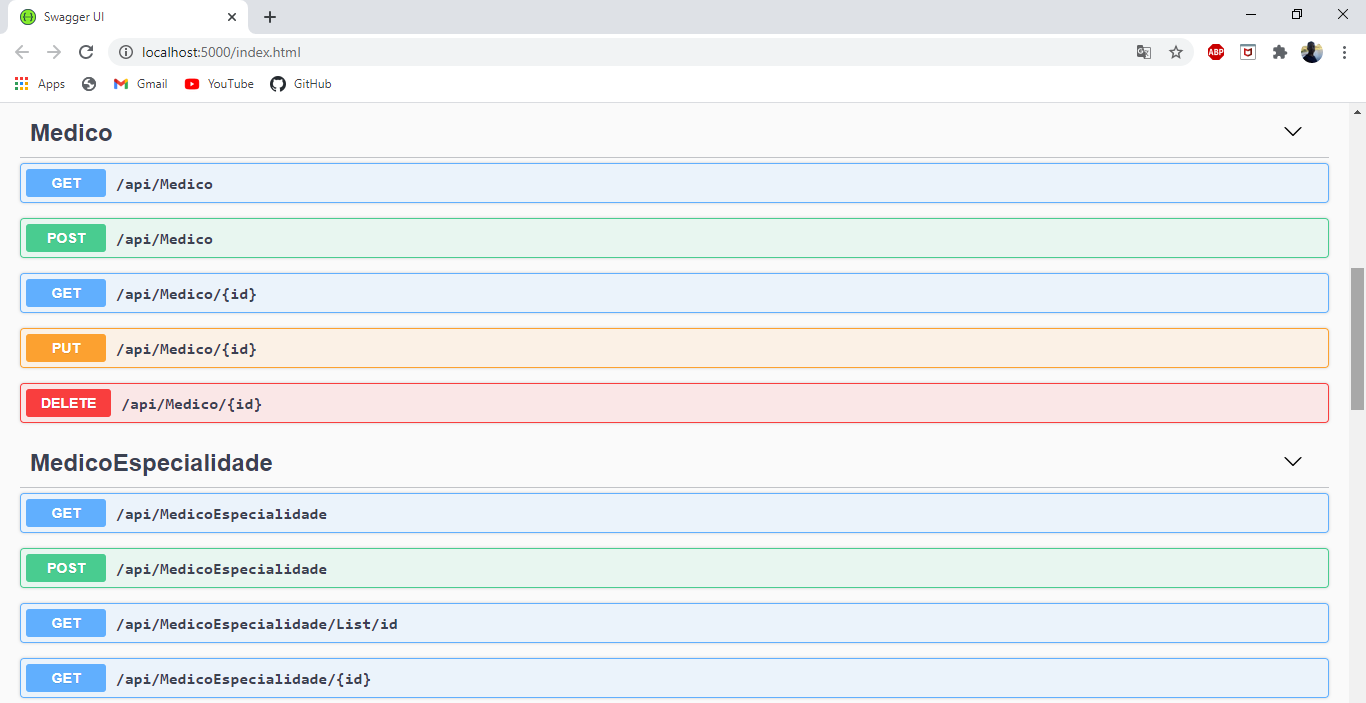 Swagger UI
localhost:5000/index.html
ABP
Apps
Gmail
YouTube
GitHub
Medico
GET /api/Medico
POST /api/Medico
GET /api/Medico/{id}
PUT /api/Medico/{id}
DELETE /api/Medico/{id}
MedicoEspecialidade
GET /api/MedicoEspecialidade
POST /api/MedicoEspecialidade
GET /api/MedicoEspecialidade/List/id
GET /api/MedicoEspecialidade/{id}